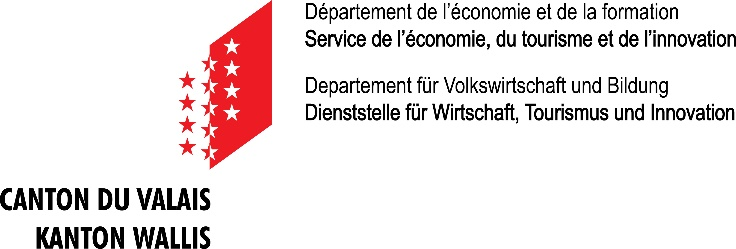 Département de l'économie et de la formation
Service de l'économie, du tourisme et de l'innovation
Departement für Volkswirtschaft und Bildung
Dienststelle für Wirtschaft, Tourismus und Innovation
CANTON DU VALAIS
KANTON WALLIS